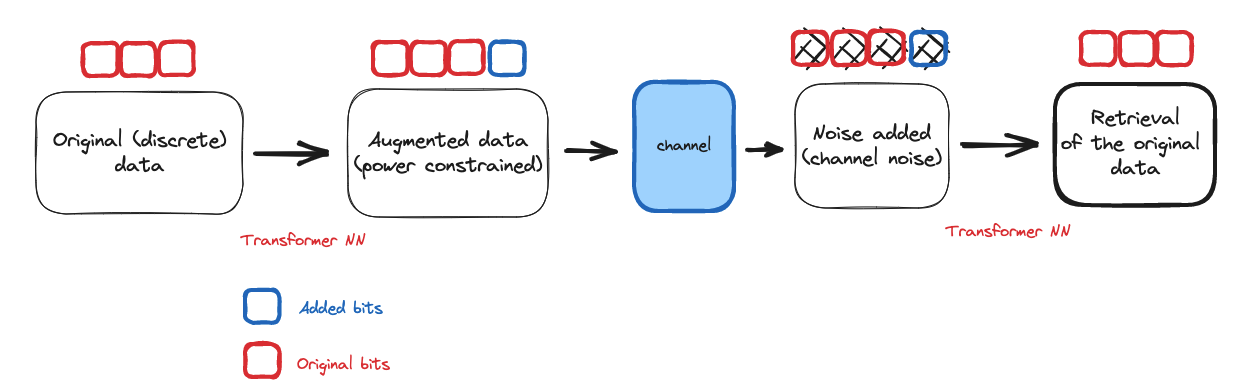 Original (discrete)
data
Augmented data
(power constrained)
channel
Noise added
(channel noise)
Retrieval
of the original
data
Transformer NN
Transformer NN
Added bits
Original bits